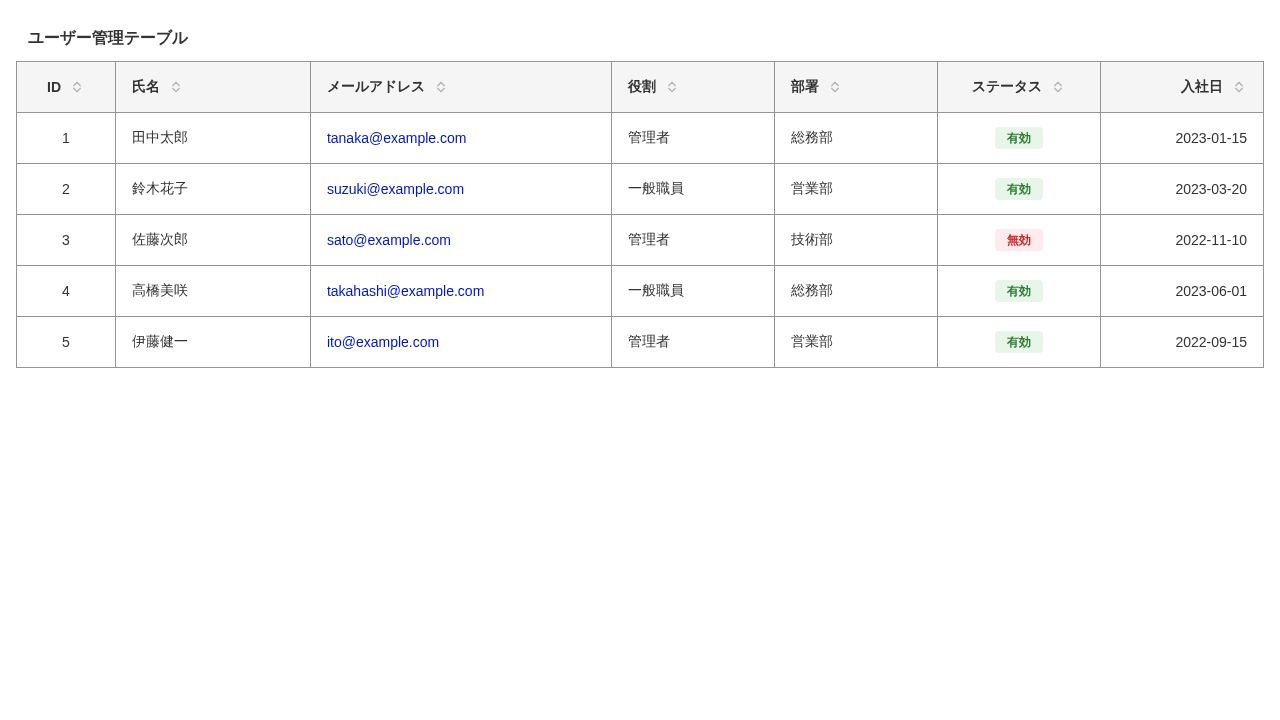 ユーザー管理テーブル
ID 氏名 メールアドレス 役割 部署 ステータス 入社日
1 田中太郎 tanaka@example.com 管理者 総務部 有効 2023-01-15
2 鈴木花子 suzuki@example.com 一般職員 営業部 有効 2023-03-20
3 佐藤次郎 sato@example.com 管理者 技術部 無効 2022-11-10
4 高橋美咲 takahashi@example.com 一般職員 総務部 有効 2023-06-01
5 伊藤健一 ito@example.com 管理者 営業部 有効 2022-09-15